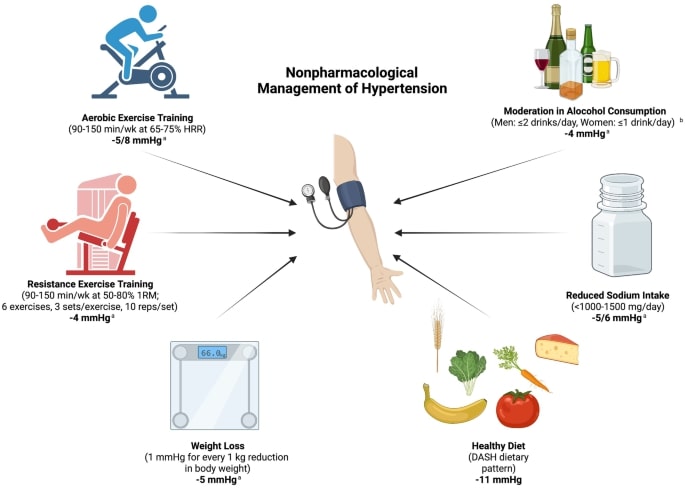 Nonpharmacological
Management of Hypertension
Aerobic Exercise Training
(90-150 min/wk at 65-75% HRR)
-5/8 mmHg a
Moderation in Alocohol Consumption
(Men: ≤2 drinks/day, Women: ≤1 drink/day) b
-4 mmHg a
Resistance Exercise Training
(90-150 min/wk at 50-80% 1RM;
6 exercises, 3 sets/exercise, 10 reps/set)
-4 mmHg a
Reduced Sodium Intake
(<1000-1500 mg/day)
-5/6 mmHg a
66.0 kg
Weight Loss
(1 mmHg for every 1 kg reduction
in body weight)
-5 mmHg a
Healthy Diet
(DASH dietary
pattern)
-11 mmHg